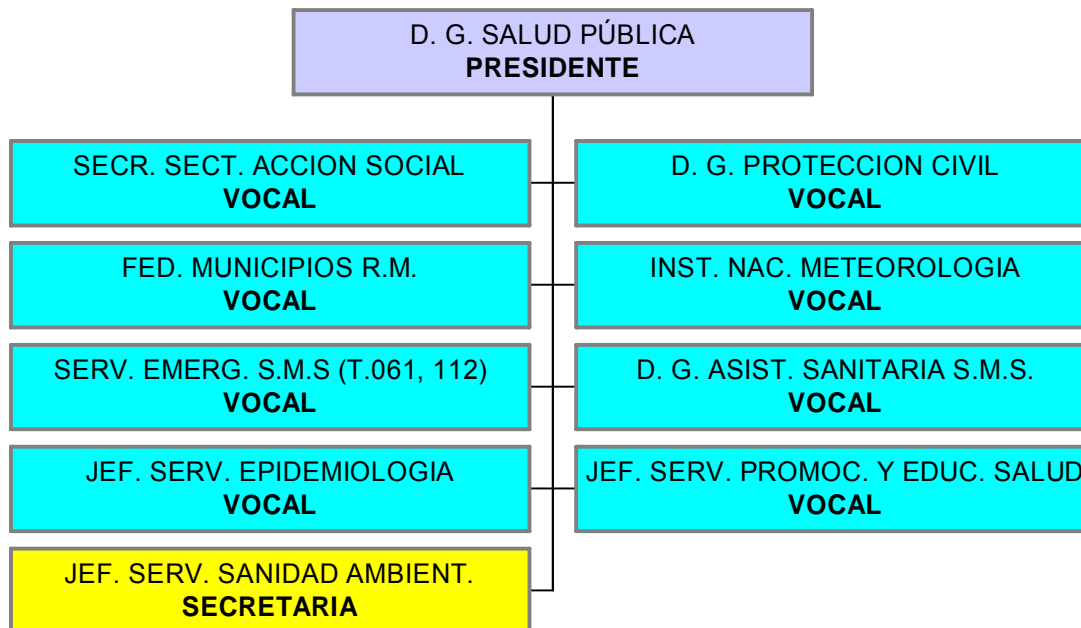 D. G. SALUD PÚBLICA
PRESIDENTE
SECR. SECT. ACCION SOCIAL
VOCAL
D. G. PROTECCION CIVIL
VOCAL
FED. MUNICIPIOS R.M.
VOCAL
INST. NAC. METEOROLOGIA
VOCAL
SERV. EMERG. S.M.S (T.061, 112)
VOCAL
D. G. ASIST. SANITARIA S.M.S.
VOCAL
JEF. SERV. EPIDEMIOLOGIA
VOCAL
JEF. SERV. PROMOC. Y EDUC. SALUD
VOCAL
JEF. SERV. SANIDAD AMBIENT.
SECRETARIA